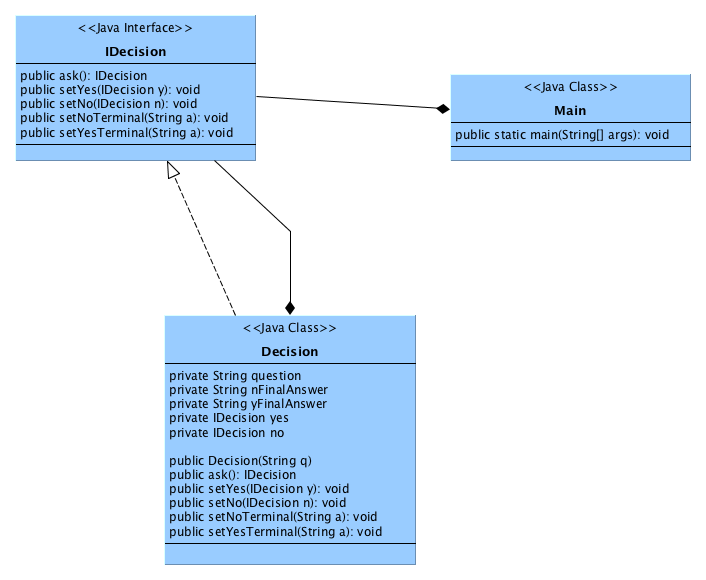 <<Java Interface>>
IDecision
public ask(): IDecision
public setYes(IDecision y): void
public setNo(IDecision n): void
public setNoTerminal(String a): void
public setYesTerminal(String a): void
<<Java Class>>
Main
public static main(String[] args): void
<<Java Class>>
Decision
private String question
private String nFinalAnswer
private String yFinalAnswer
private IDecision yes
private IDecision no
public Decision(String q)
public ask(): IDecision
public setYes(IDecision y): void
public setNo(IDecision n): void
public setNoTerminal(String a): void
public setYesTerminal(String a): void